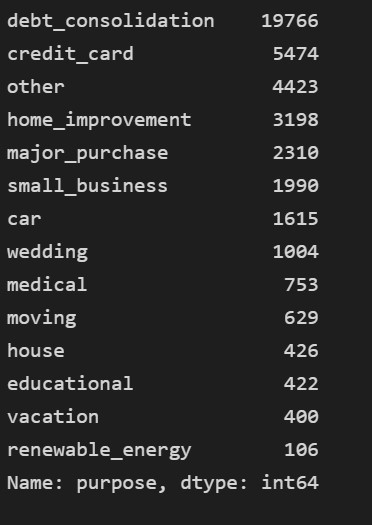 debt_consolidation    19766
credit_card            5474
other                  4423
home_improvement       3198
major_purchase         2310
small_business         1990
car                    1615
wedding                1004
medical                 753
moving                  629
house                   426
educational             422
vacation                400
renewable_energy        106
Name: purpose, dtype: int64